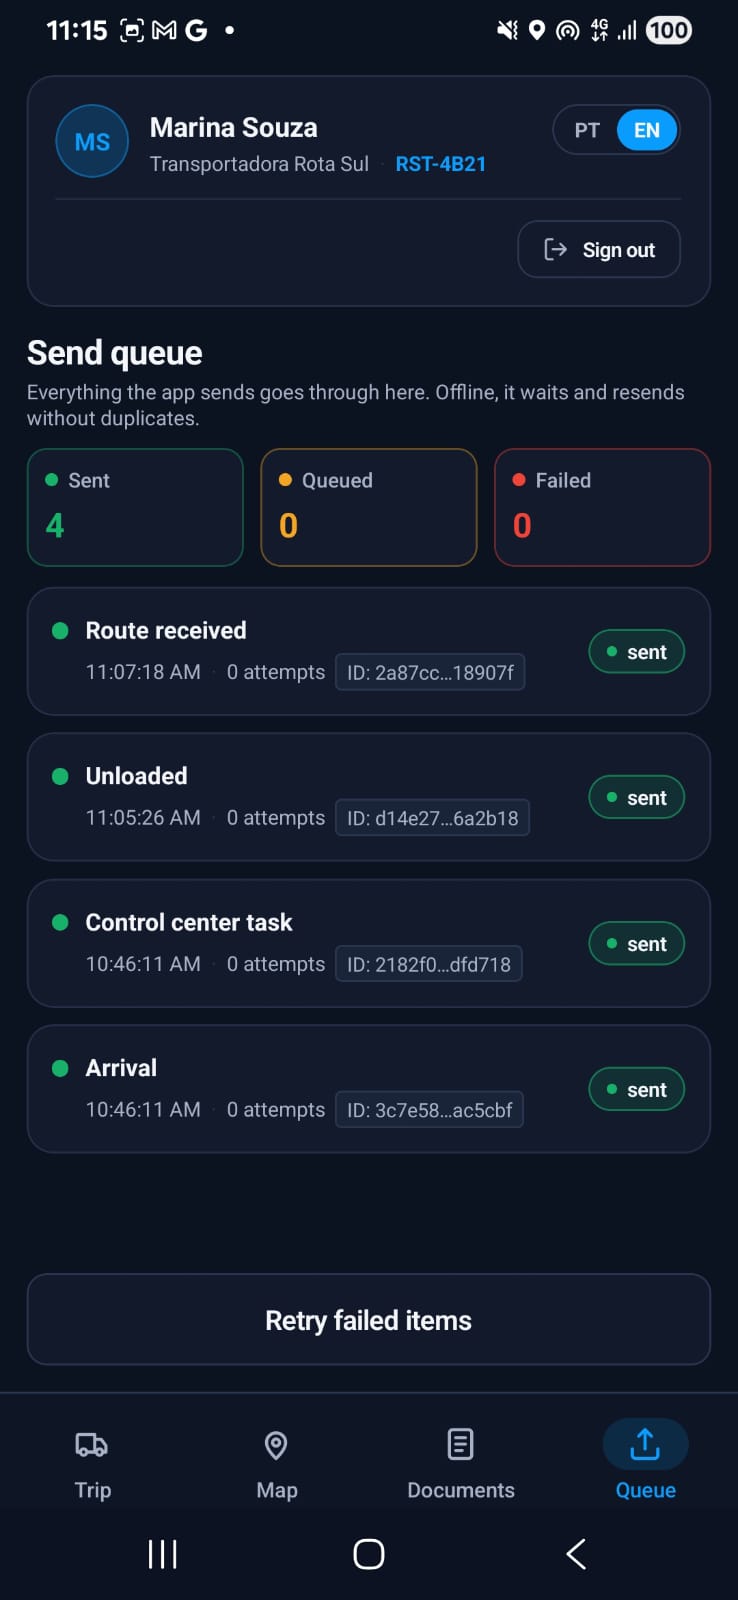 11:15 4G 100
MS
Marina Souza
Transportadora Rota Sul · RST-4B21
PT EN
Sign out
Send queue
Everything the app sends goes through here. Offline, it waits and resends
without duplicates.
Sent
4
Queued
0
Failed
0
Route received
11:07:18 AM · 0 attempts ID: 2a87cc...18907f
sent
Unloaded
11:05:26 AM · 0 attempts ID: d14e27...6a2b18
sent
Control center task
10:46:11 AM · 0 attempts ID: 2182f0...dfd718
sent
Arrival
10:46:11 AM · 0 attempts ID: 3c7e58...ac5cbf
sent
Retry failed items
Trip Map Documents Queue